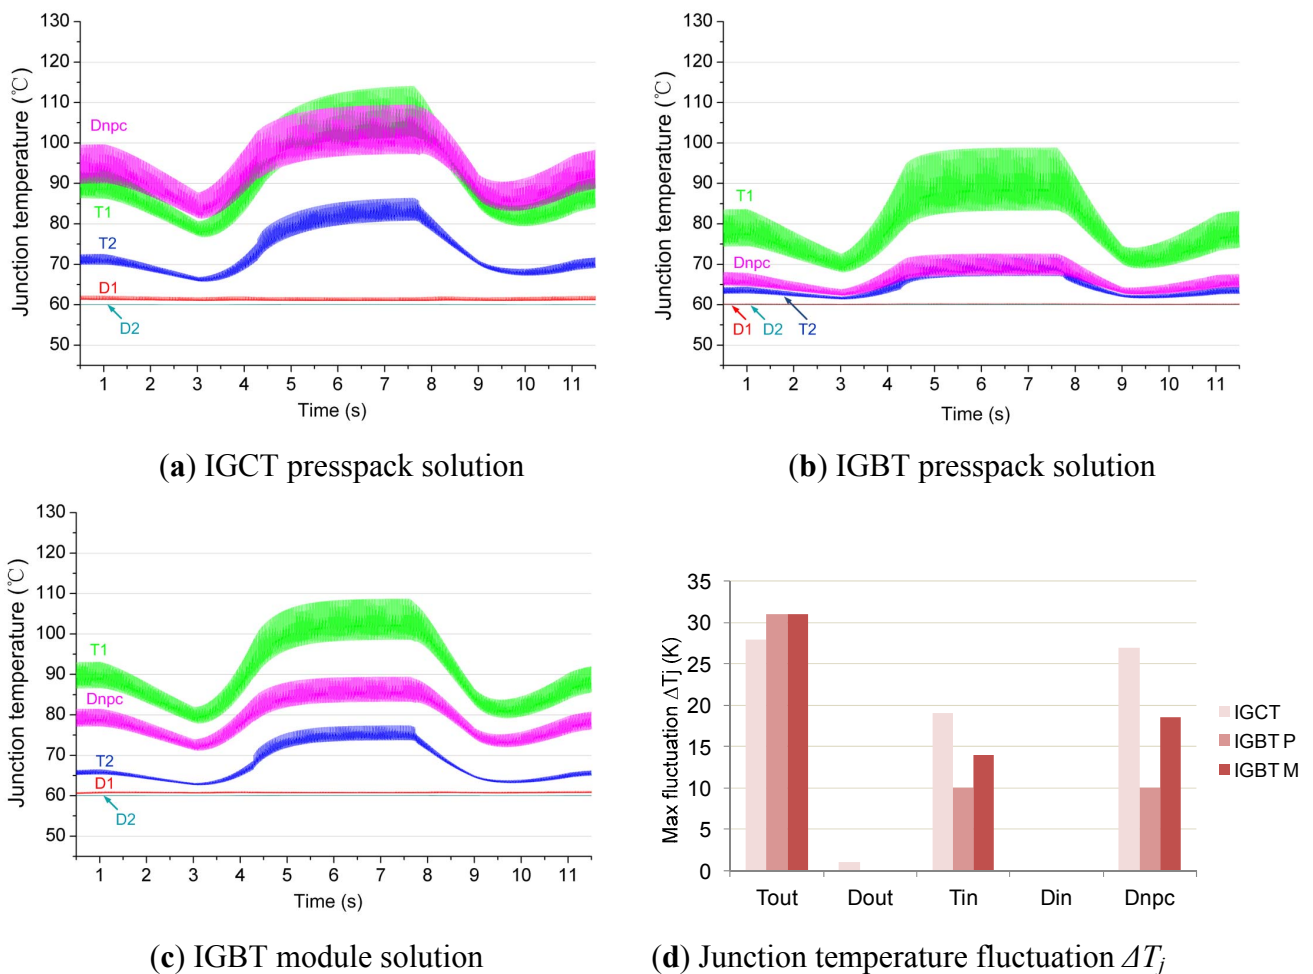 130
120
110
100
90
80
70
60
50
Junction temperature (℃)
Dnpc
T1
T2
D1
D2
1 2 3 4 5 6 7 8 9 10 11
Time (s)
(a) IGCT presspack solution
130
120
110
100
90
80
70
60
50
Junction temperature (℃)
T1
Dnpc
D1 D2 T2
1 2 3 4 5 6 7 8 9 10 11
Time (s)
(b) IGBT presspack solution
130
120
110
100
90
80
70
60
50
Junction temperature (℃)
T1
Dnpc
T2
D1
D2
1 2 3 4 5 6 7 8 9 10 11
Time (s)
(c) IGBT module solution
35
30
25
20
15
10
5
0
Max fluctuation ΔTj (K)
Tout Dout Tin Din Dnpc
IGCT
IGBT P
IGBT M
(d) Junction temperature fluctuation ΔTj